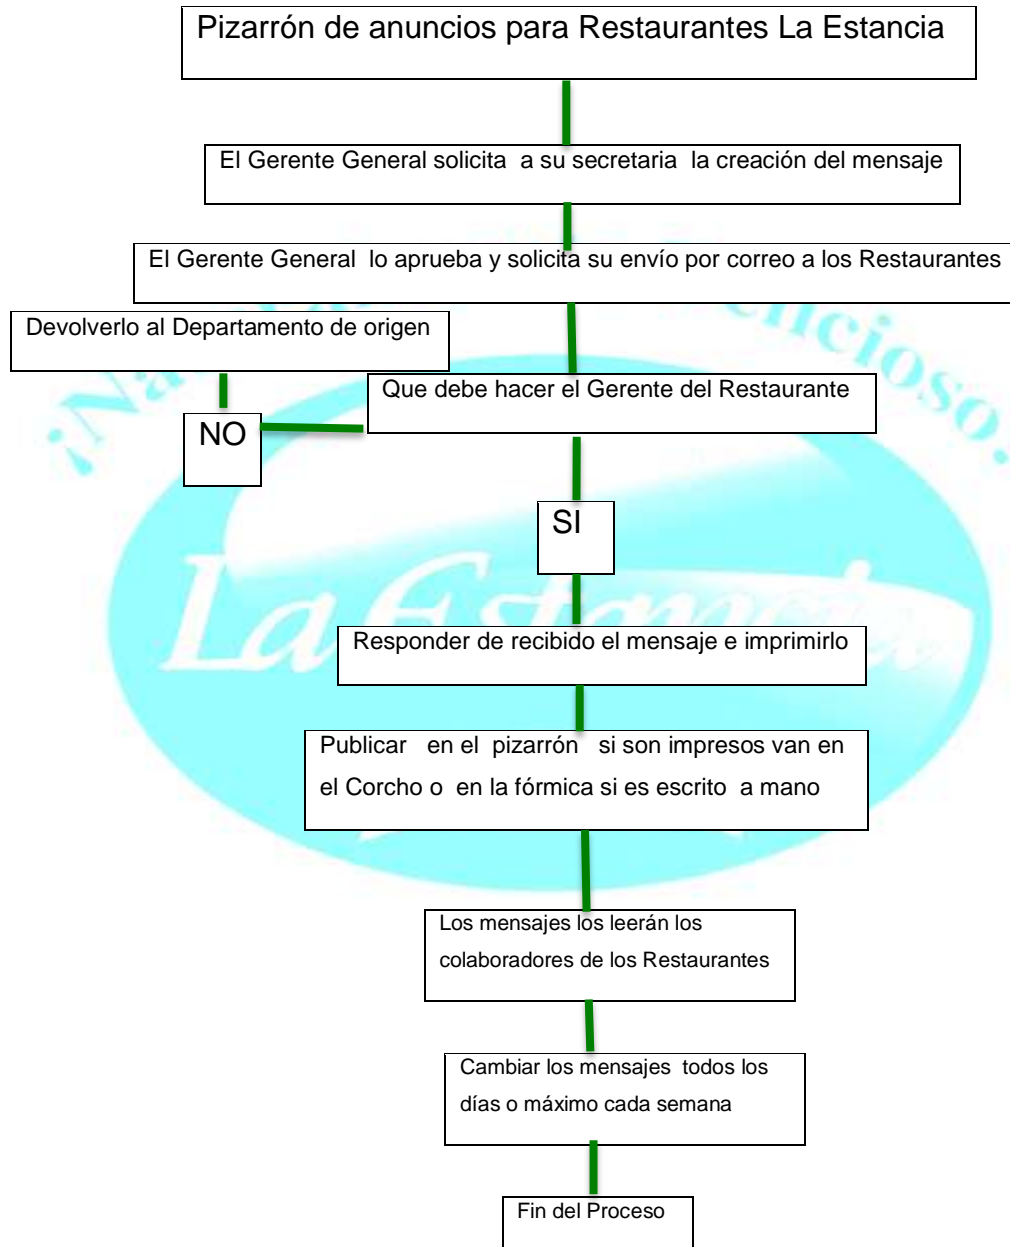 Pizarrón de anuncios para Restaurantes La Estancia
El Gerente General solicita a su secretaria la creación del mensaje
El Gerente General lo aprueba y solicita su envío por correo a los Restaurantes
Devolverlo al Departamento de origen
Que debe hacer el Gerente del Restaurante
NO
SI
La Estancia
Responder de recibido el mensaje e imprimirlo
Publicar en el pizarrón si son impresos van en
el Corcho o en la fórmica si es escrito a mano
Los mensajes los leerán los
colaboradores de los Restaurantes
Cambiar los mensajes todos los
días o máximo cada semana
Fin del Proceso